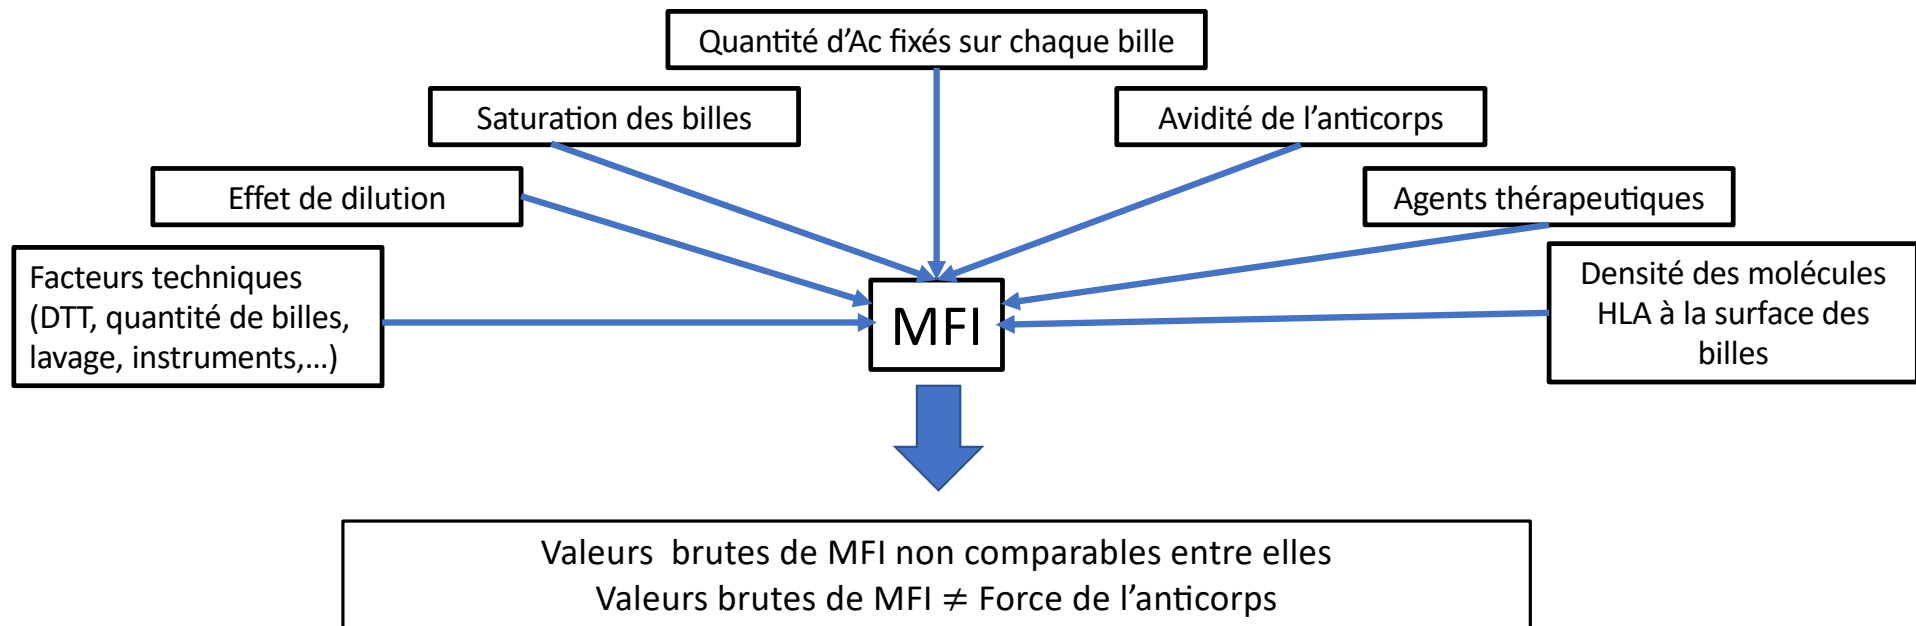 Quantité d’Ac fixés sur chaque bille
Saturation des billes
Avidité de l’anticorps
Effet de dilution
Agents thérapeutiques
Facteurs techniques
(DTT, quantité de billes,
lavage, instruments,...)
Densité des molécules
HLA à la surface des
billes
MFI
Valeurs brutes de MFI non comparables entre elles
Valeurs brutes de MFI ≠ Force de l’anticorps